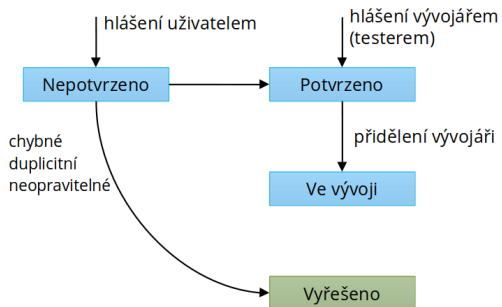 hlášení uživatelem
hlášení vývojářem
(testerem)
Nepotvrzeno
Potvrzeno
chybné
duplicitní
neopravitelné
přidělení vývojáři
Ve vývoji
Vyřešeno